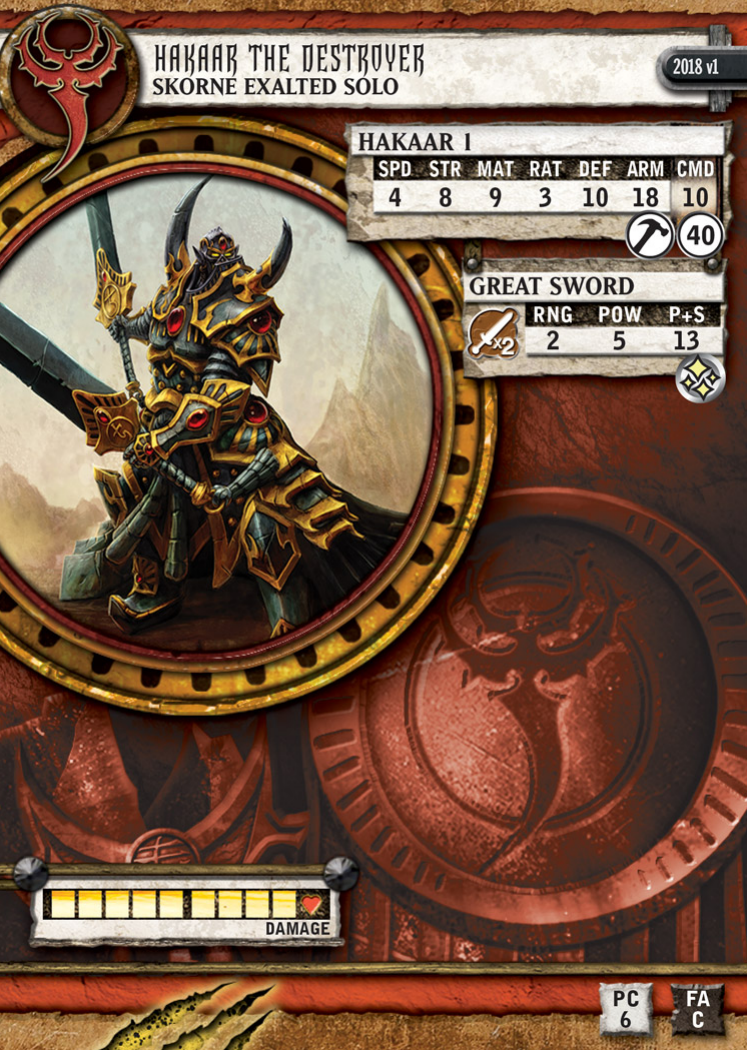 HAKAAR THE DESTROYER
SKORNE EXALTED SOLO
2018 v1
HAKAAR 1
SPD STR MAT RAT DEF ARM CMD
4 8 9 3 10 18 10
40
GREAT SWORD
RNG POW P+S
x2 2 5 13
DAMAGE
PC FA
6 C